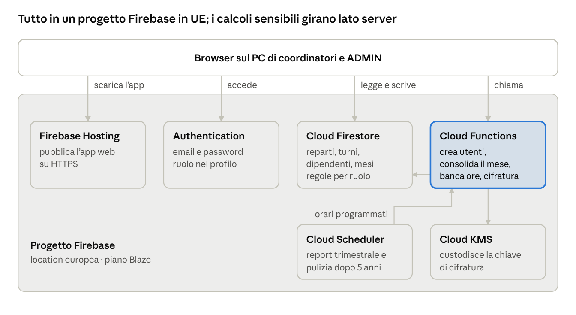 Tutto in un progetto Firebase in UE; i calcoli sensibili girano lato server
Browser sul PC di coordinatori e ADMIN
scarica l'app
accede
legge e scrive
chiama
Firebase Hosting
pubblica l'app web
su HTTPS
Authentication
email e password
ruolo nel profilo
Cloud Firestore
reparti, turni,
dipendenti, mesi
regole per ruolo
Cloud Functions
crea utenti,
consolida il mese,
banca ore, cifratura
orari programmati
Progetto Firebase
location europea · piano Blaze
Cloud Scheduler
report trimestrale e
pulizia dopo 5 anni
Cloud KMS
custodisce la chiave
di cifratura